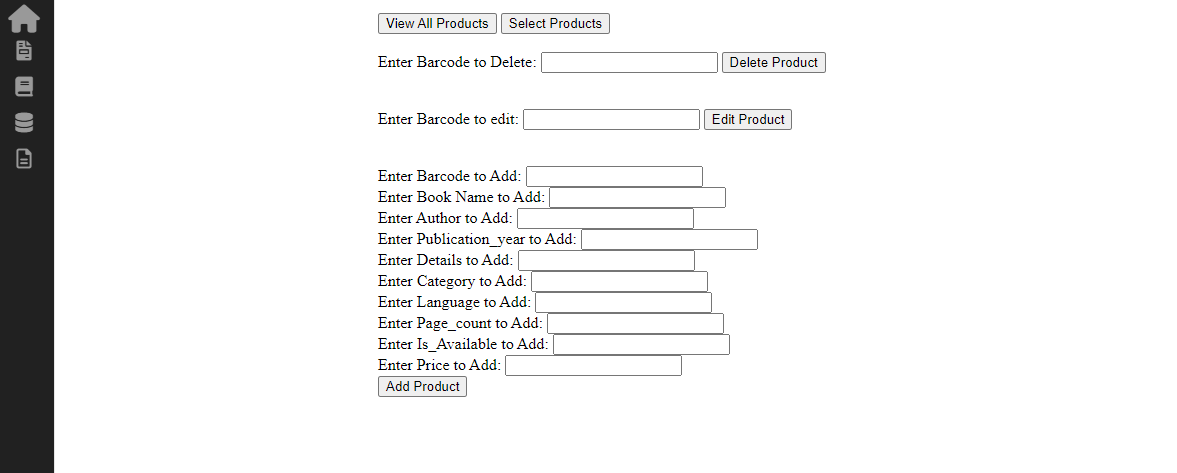 View All Products Select Products
Enter Barcode to Delete: Delete Product
Enter Barcode to edit: Edit Product
Enter Barcode to Add:
Enter Book Name to Add:
Enter Author to Add:
Enter Publication_year to Add:
Enter Details to Add:
Enter Category to Add:
Enter Language to Add:
Enter Page_count to Add:
Enter Is_Available to Add:
Enter Price to Add:
Add Product